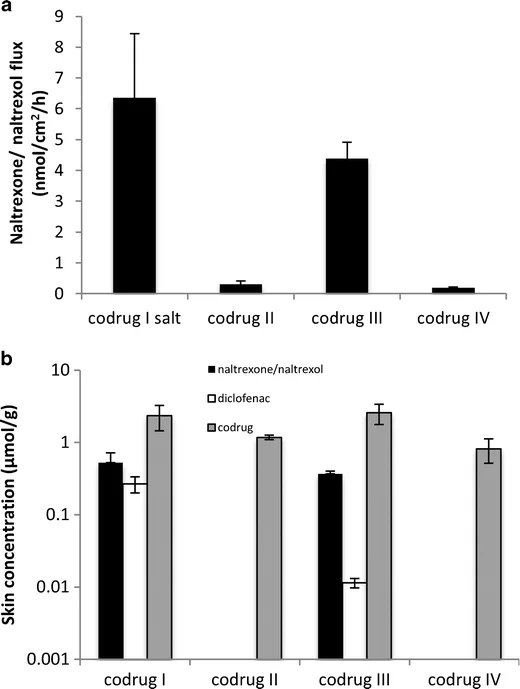 a
Naltrexone/ naltrexol flux
(nmol/cm²/h)
9
8
7
6
5
4
3
2
1
0
codrug I salt codrug II codrug III codrug IV
b
Skin concentration (µmol/g)
10
1
0.1
0.01
0.001
naltrexone/naltrexol
diclofenac
codrug
codrug I codrug II codrug III codrug IV